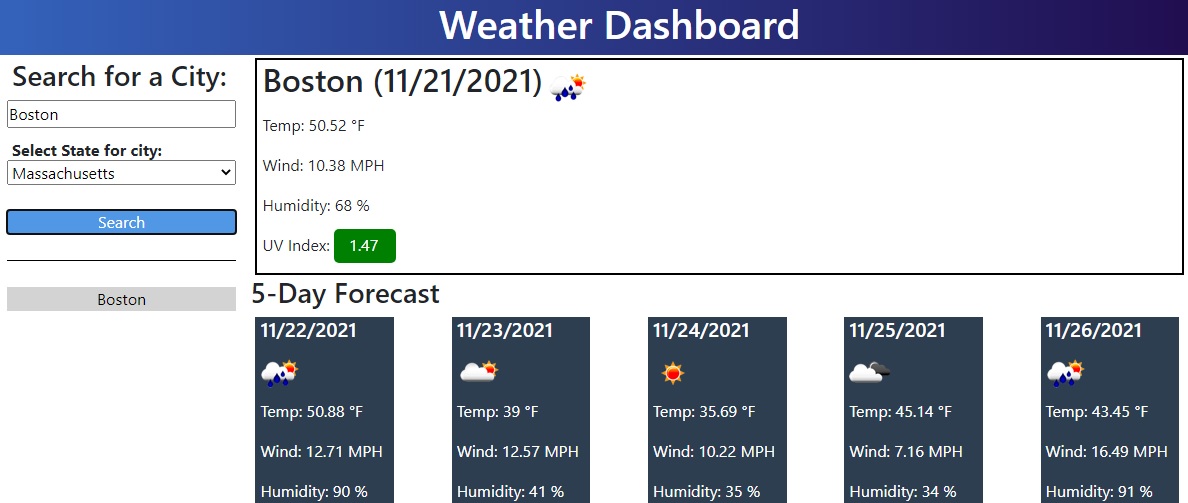 Weather Dashboard
Search for a City:
Boston
Select State for city:
Massachusetts
Search
Boston
Boston (11/21/2021)
Temp: 50.52 °F
Wind: 10.38 MPH
Humidity: 68 %
UV Index: 1.47
5-Day Forecast
11/22/2021
Temp: 50.88 °F
Wind: 12.71 MPH
Humidity: 90 %
11/23/2021
Temp: 39 °F
Wind: 12.57 MPH
Humidity: 41 %
11/24/2021
Temp: 35.69 °F
Wind: 10.22 MPH
Humidity: 35 %
11/25/2021
Temp: 45.14 °F
Wind: 7.16 MPH
Humidity: 34 %
11/26/2021
Temp: 43.45 °F
Wind: 16.49 MPH
Humidity: 91 %